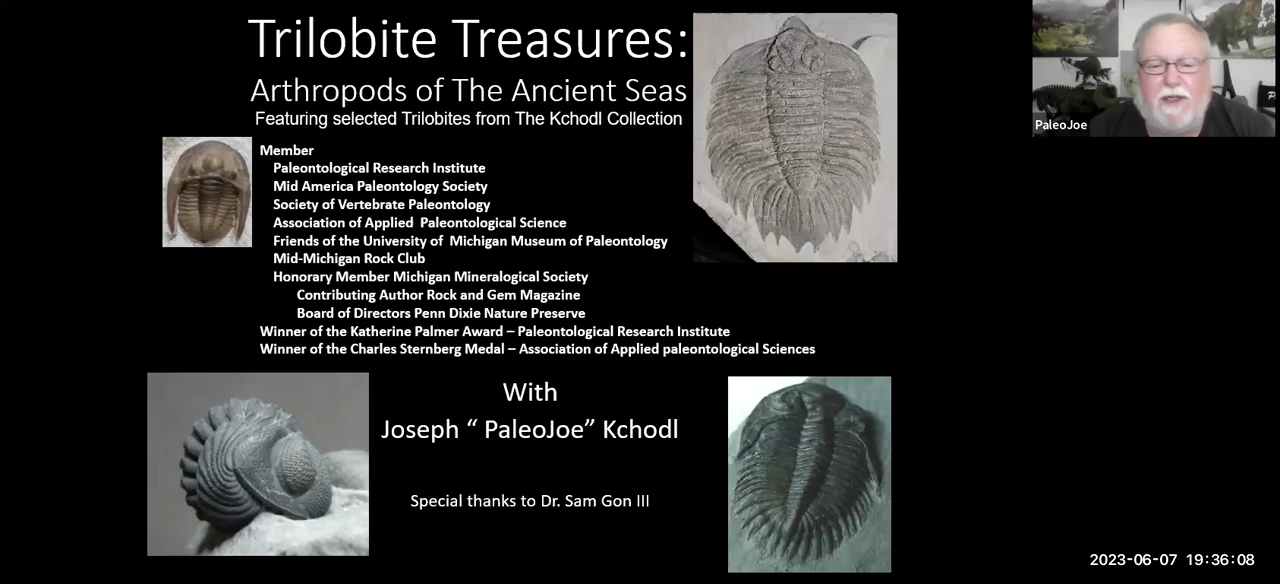 Trilobite Treasures:
Arthropods of The Ancient Seas
Featuring selected Trilobites from The Kchodl Collection
Member
Paleontological Research Institute
Mid America Paleontology Society
Society of Vertebrate Paleontology
Association of Applied Paleontological Science
Friends of the University of Michigan Museum of Paleontology
Mid-Michigan Rock Club
Honorary Member Michigan Mineralogical Society
Contributing Author Rock and Gem Magazine
Board of Directors Penn Dixie Nature Preserve
Winner of the Katherine Palmer Award – Paleontological Research Institute
Winner of the Charles Sternberg Medal – Association of Applied paleontological Sciences
With
Joseph “ PaleoJoe” Kchodl
Special thanks to Dr. Sam Gon III
PaleoJoe
2023-06-07 19:36:08